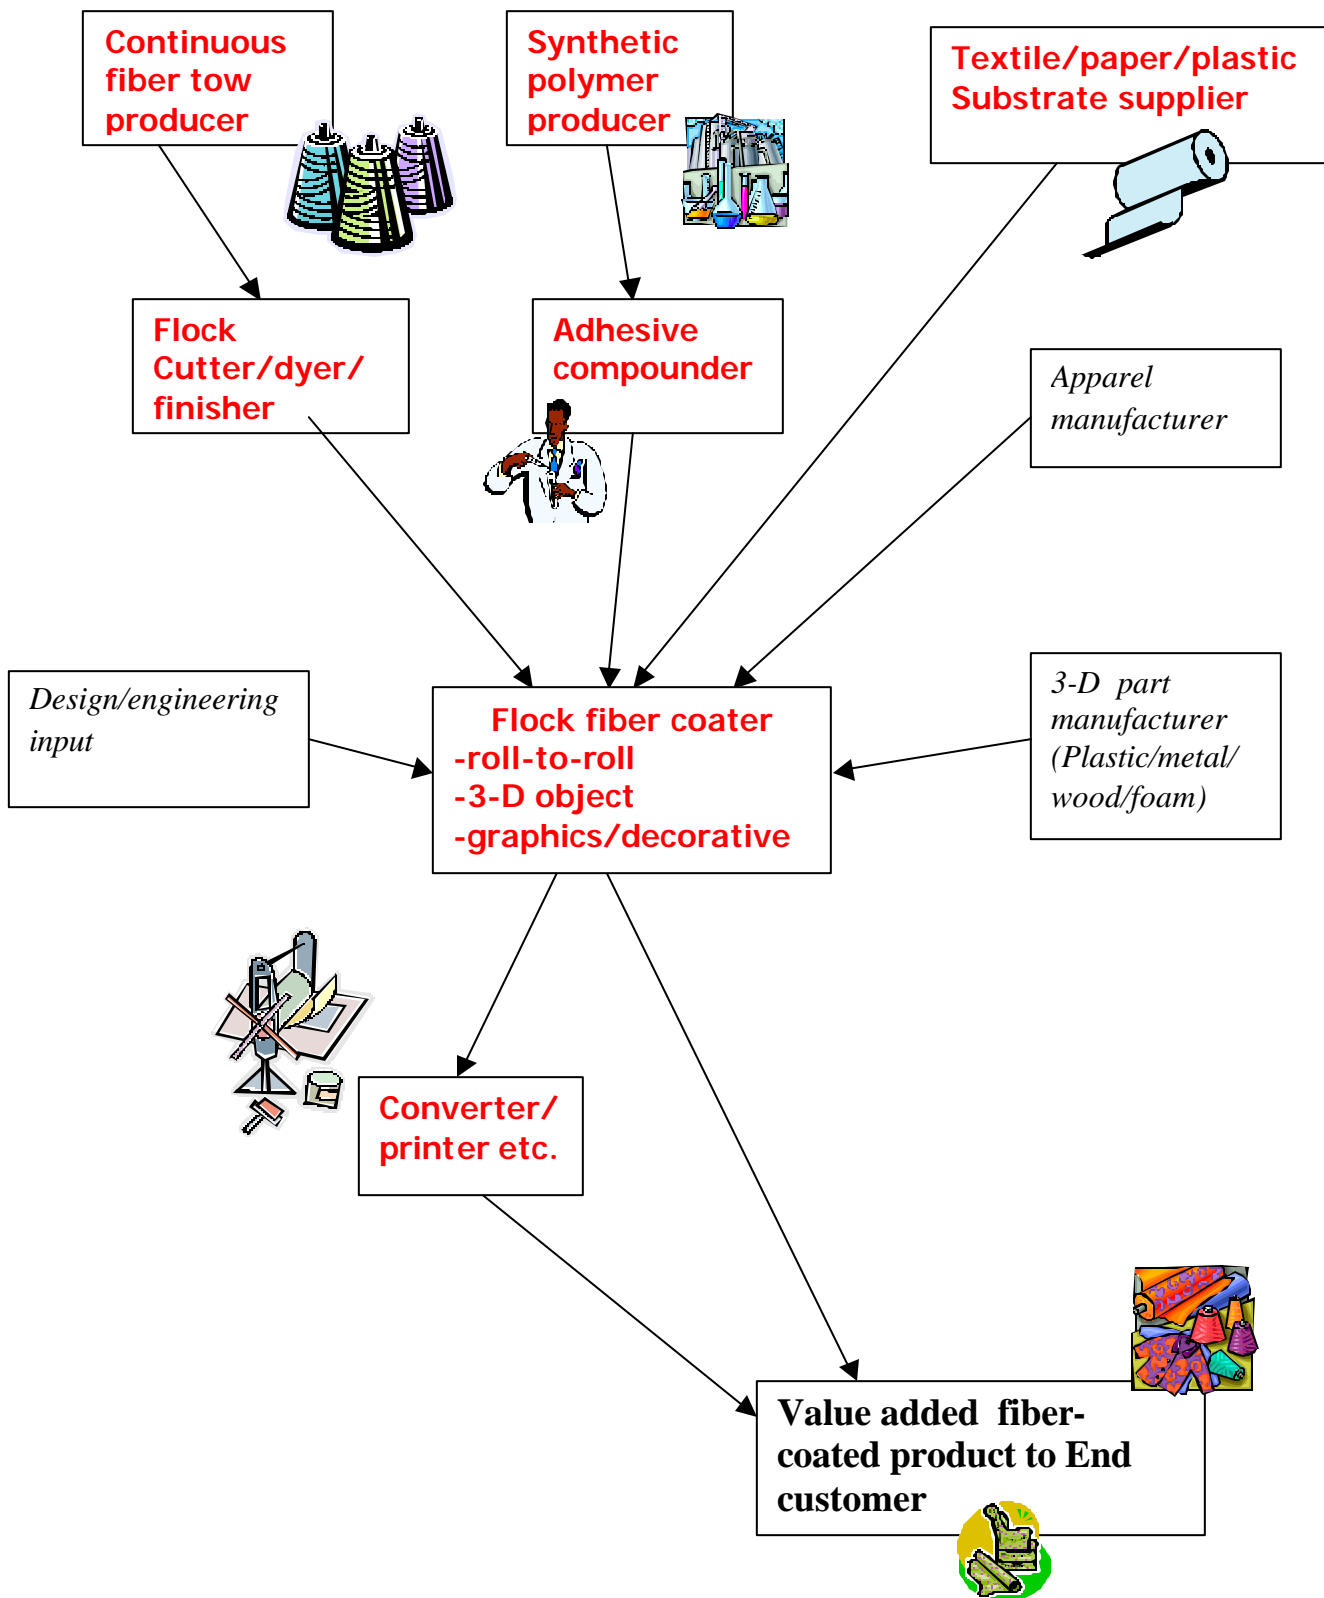 Continuous
fiber tow
producer
Synthetic
polymer
producer
Textile/paper/plastic
Substrate supplier
Flock
Cutter/dyer/
finisher
Adhesive
compounder
Apparel
manufacturer
Design/engineering
input
Flock fiber coater
-roll-to-roll
-3-D object
-graphics/decorative
3-D part
manufacturer
(Plastic/metal/
wood/foam)
Converter/
printer etc.
Value added fiber-
coated product to End
customer